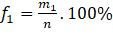 f₁ = m₁/n . 100%